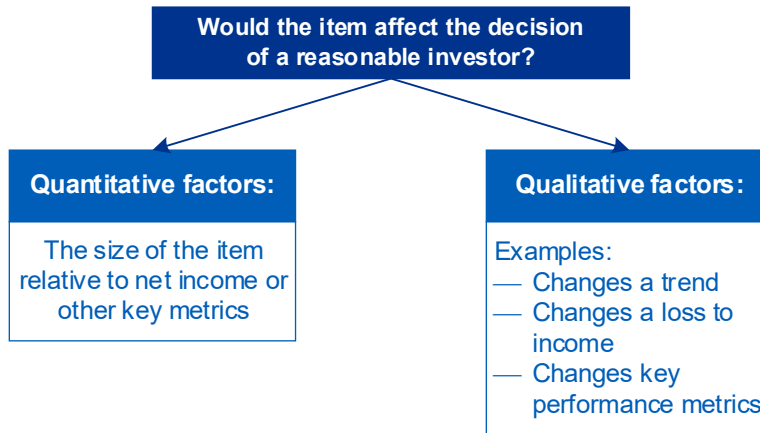 Would the item affect the decision
of a reasonable investor?
Quantitative factors:
The size of the item
relative to net income or
other key metrics
Qualitative factors:
Examples:
— Changes a trend
— Changes a loss to
income
— Changes key
performance metrics